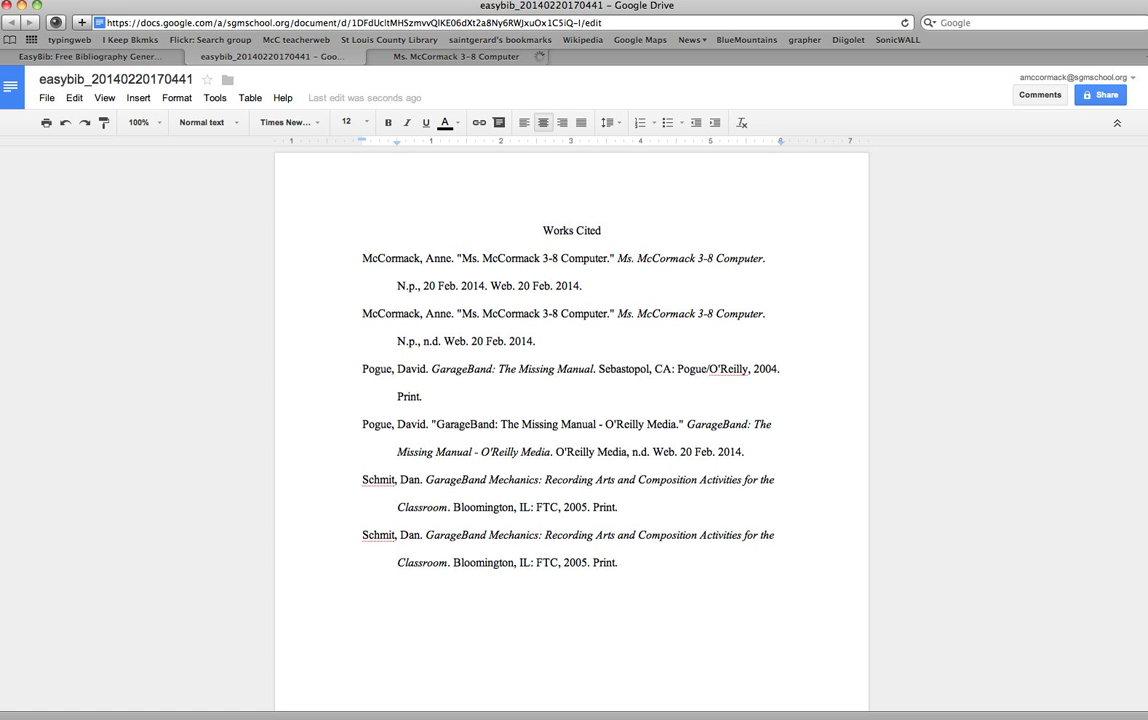 easybib_20140220170441 – Google Drive
https://docs.google.com/a/sgmschool.org/document/d/1DFdUcltMHSzmvvQlKE06dXt2a8Ny6RWJxuOx1C5iQ-I/edit
Google
typingweb I Keep Bkmks Flickr: Search group McC teacherweb St Louis County Library saintgerard's bookmarks Wikipedia Google Maps News BlueMountains grapher Diigolet SonicWALL
EasyBib: Free Bibliography Gener... easybib_20140220170441 – Goo... Ms. McCormack 3–8 Computer
easybib_20140220170441
amccormack@sgmschool.org
File Edit View Insert Format Tools Table Help Last edit was seconds ago
Comments Share
100% Normal text Times New... 12 B I U A
1 1 2 3 4 5 6 7
Works Cited
McCormack, Anne. "Ms. McCormack 3-8 Computer." Ms. McCormack 3-8 Computer.
N.p., 20 Feb. 2014. Web. 20 Feb. 2014.
McCormack, Anne. "Ms. McCormack 3-8 Computer." Ms. McCormack 3-8 Computer.
N.p., n.d. Web. 20 Feb. 2014.
Pogue, David. GarageBand: The Missing Manual. Sebastopol, CA: Pogue/O'Reilly, 2004.
Print.
Pogue, David. "GarageBand: The Missing Manual - O'Reilly Media." GarageBand: The
Missing Manual - O'Reilly Media. O'Reilly Media, n.d. Web. 20 Feb. 2014.
Schmit, Dan. GarageBand Mechanics: Recording Arts and Composition Activities for the
Classroom. Bloomington, IL: FTC, 2005. Print.
Schmit, Dan. GarageBand Mechanics: Recording Arts and Composition Activities for the
Classroom. Bloomington, IL: FTC, 2005. Print.